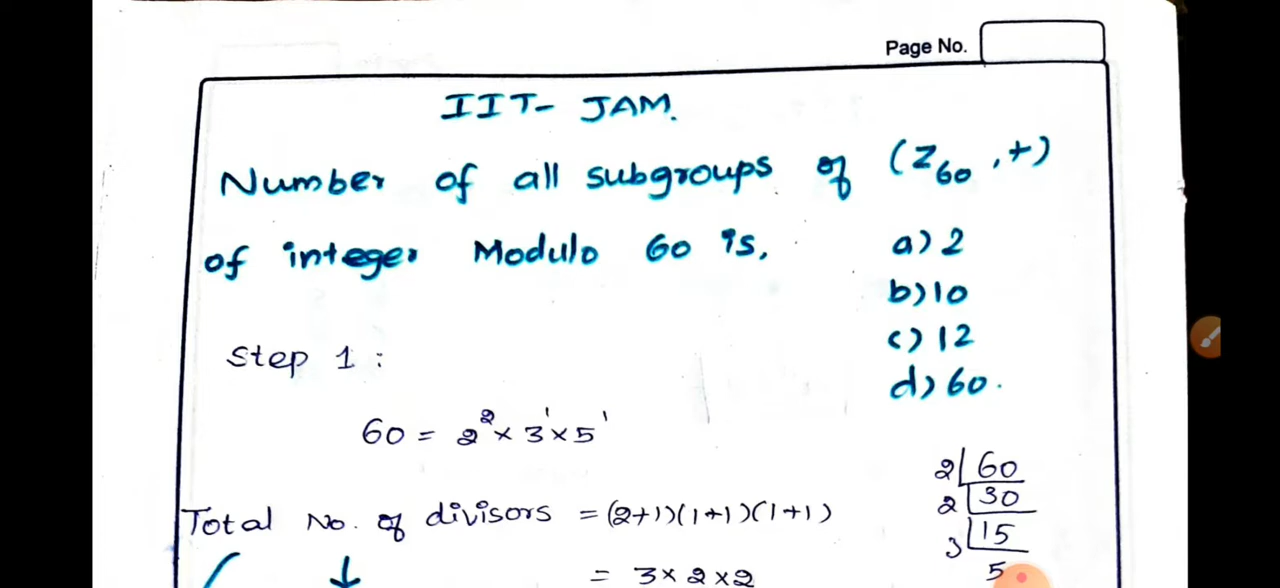 Page No.
IIT- JAM.
Number of all subgroups of (Z₆₀, +)
of integer Modulo 60 is,
a) 2
b) 10
c) 12
d) 60.
Step 1 :
60 = 2² × 3¹ × 5¹
2 | 60
2 | 30
3 | 15
5
Total No. of divisors = (2+1)(1+1)(1+1)
= 3 × 2 × 2